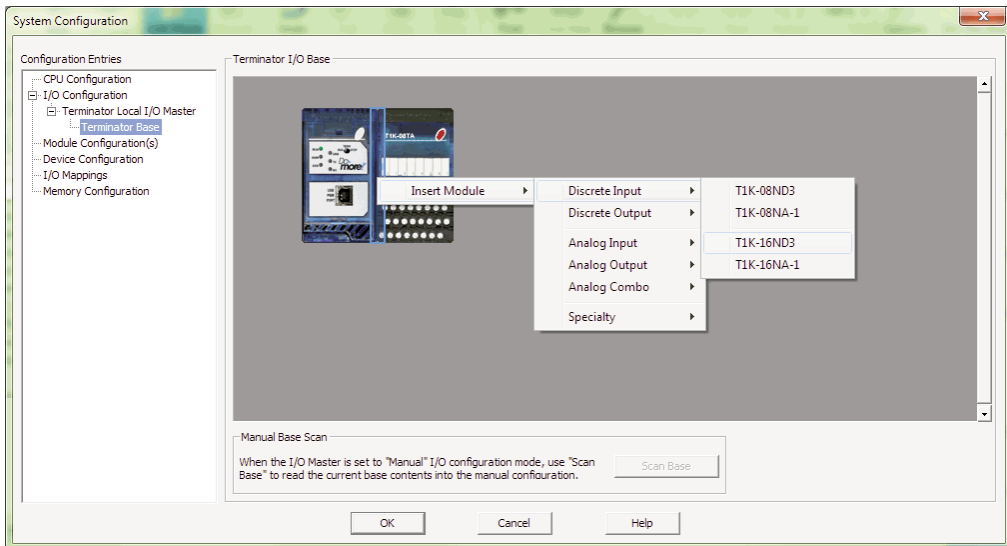 System Configuration
Configuration Entries
CPU Configuration
I/O Configuration
Terminator Local I/O Master
Terminator Base
Module Configuration(s)
Device Configuration
I/O Mappings
Memory Configuration
Terminator I/O Base
T1K-08TA
Do-more!
Insert Module
Discrete Input
Discrete Output
Analog Input
Analog Output
Analog Combo
Specialty
T1K-08ND3
T1K-08NA-1
T1K-16ND3
T1K-16NA-1
Manual Base Scan
When the I/O Master is set to "Manual" I/O configuration mode, use "Scan
Base" to read the current base contents into the manual configuration.
Scan Base
OK
Cancel
Help